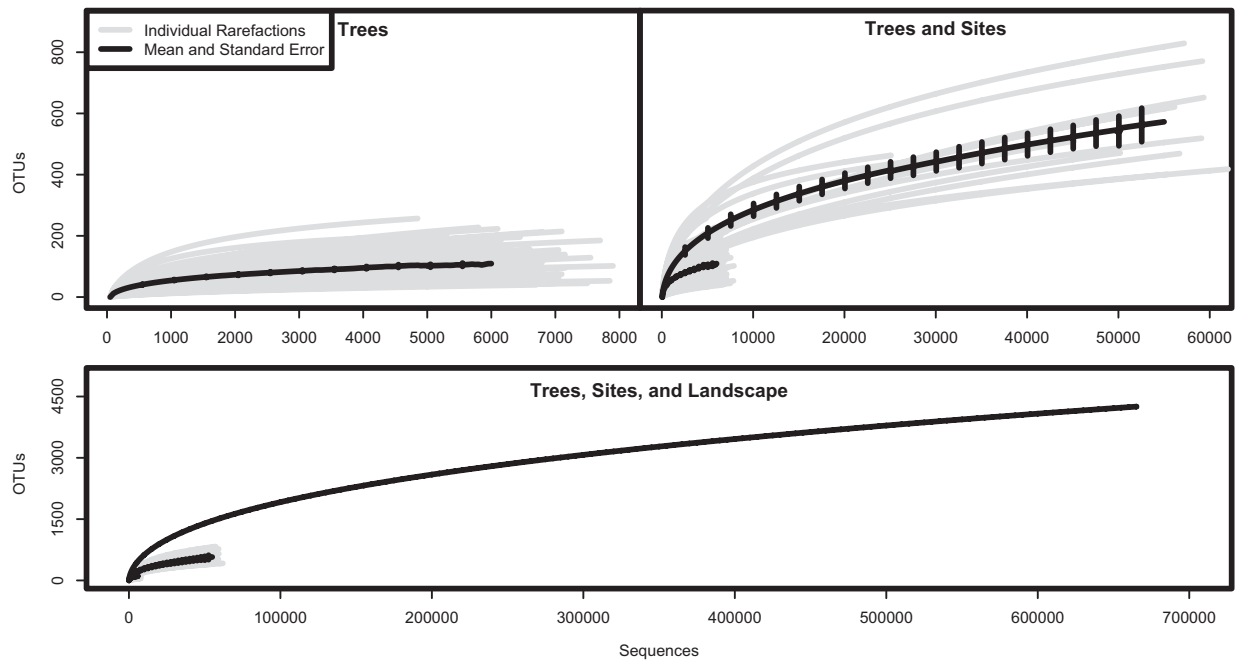 Individual Rarefactions
Mean and Standard Error
Trees
Trees and Sites
OTUs
800
600
400
200
0
0 1000 2000 3000 4000 5000 6000 7000 8000
0 10000 20000 30000 40000 50000 60000
Trees, Sites, and Landscape
OTUs
4500
3000
1500
0
0 100000 200000 300000 400000 500000 600000 700000
Sequences